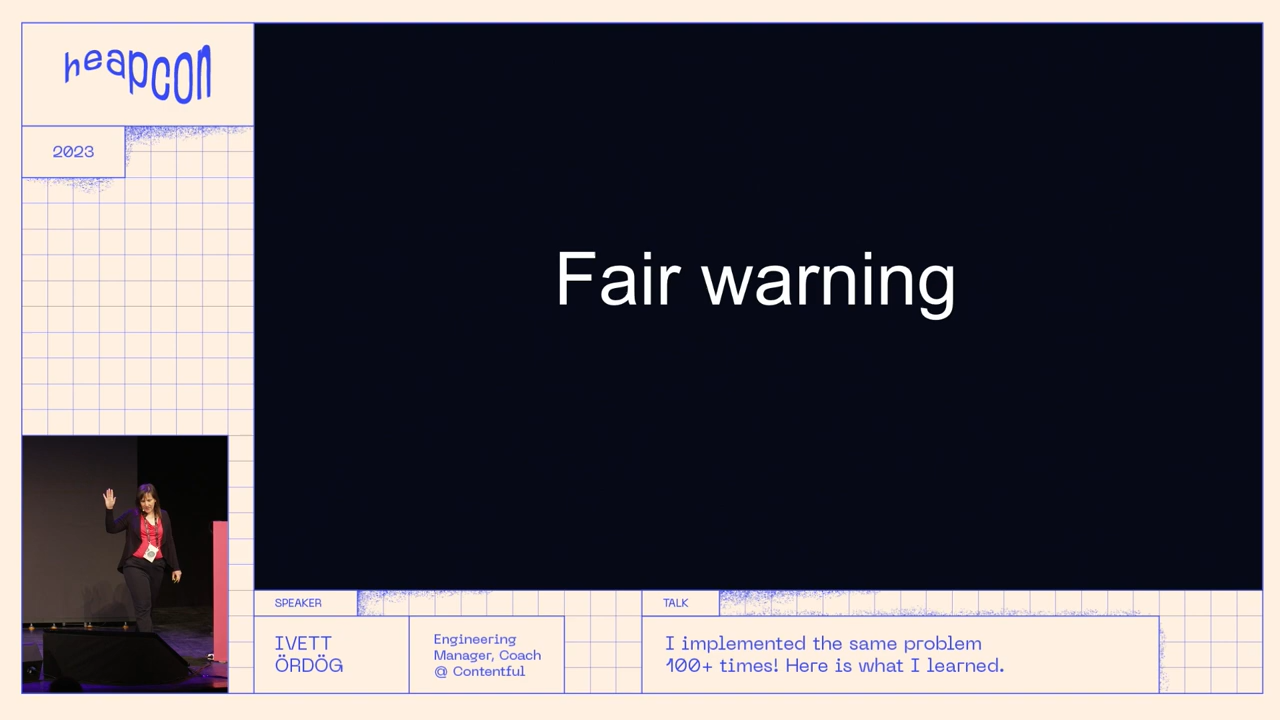 heapcon
2023
Fair warning
SPEAKER
IVETT
ÖRDÖG
Engineering
Manager, Coach
@ Contentful
TALK
I implemented the same problem
100+ times! Here is what I learned.